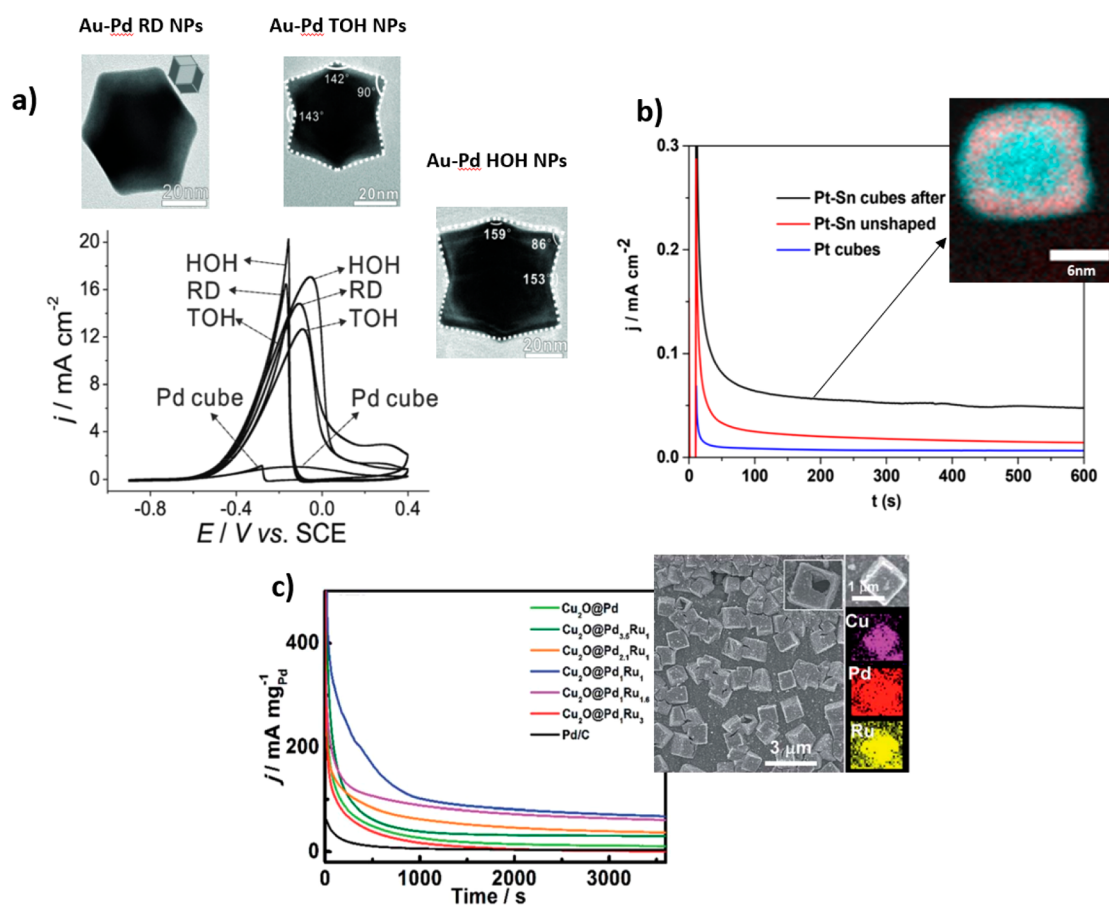 Au-Pd RD NPs
Au-Pd TOH NPs
a)
20nm
142°
90°
143°
20nm
Au-Pd HOH NPs
159°
86°
153°
20nm
20
16
12
8
4
0
j / mA cm⁻²
HOH
RD
TOH
HOH
RD
TOH
Pd cube
Pd cube
-0.8
-0.4
0.0
0.4
E / V vs. SCE
b)
0.3
0.2
0.1
0.0
j / mA cm⁻²
Pt-Sn cubes after
Pt-Sn unshaped
Pt cubes
6nm
0
100
200
300
400
500
600
t (s)
c)
400
200
0
j / mA mg⁻¹Pd
Cu₂O@Pd
Cu₂O@Pd₃.₅Ru₁
Cu₂O@Pd₂.₁Ru₁
Cu₂O@Pd₁Ru₁
Cu₂O@Pd₁Ru₁.₆
Cu₂O@Pd₁Ru₃
Pd/C
0
1000
2000
3000
Time / s
3 μm
1 μm
Cu
Pd
Ru